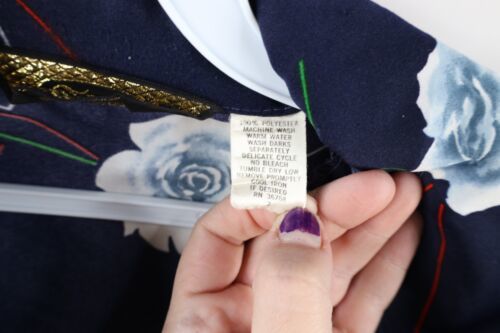 100% POLYESTER
MACHINE WASH
WARM WATER
WASH DARKS
SEPARATELY
DELICATE CYCLE
NO BLEACH
TUMBLE DRY LOW
REMOVE PROMPTLY
COOL IRON
IF DESIRED
RN 36758